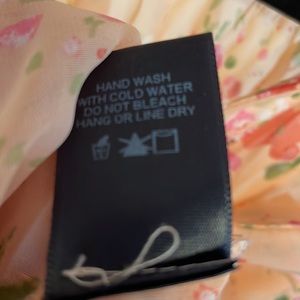 HAND WASH
WITH COLD WATER
DO NOT BLEACH
HANG OR LINE DRY